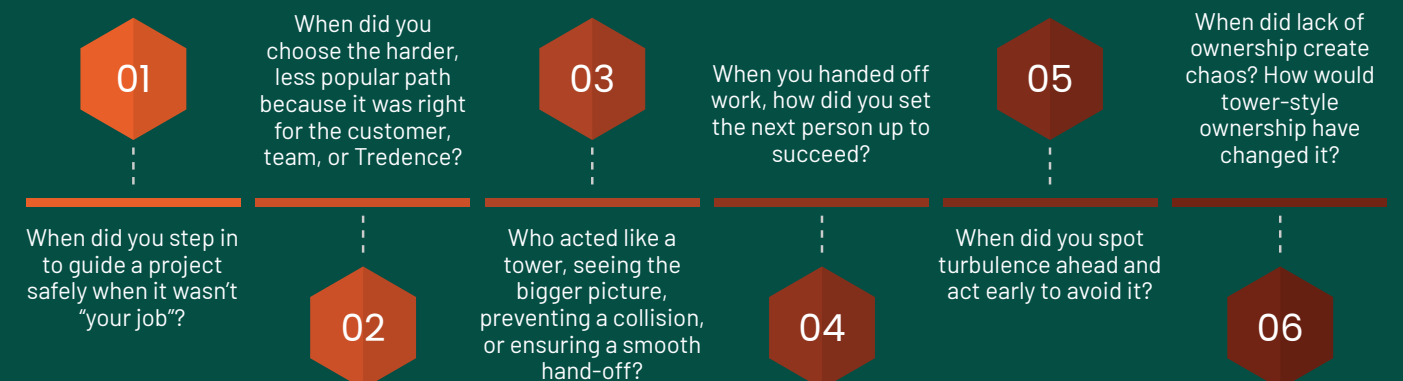 01
When did you step in
to guide a project
safely when it wasn’t
“your job”?
When did you
choose the harder,
less popular path
because it was right
for the customer,
team, or Tredence?
02
03
Who acted like a
tower, seeing the
bigger picture,
preventing a collision,
or ensuring a smooth
hand-off?
When you handed off
work, how did you set
the next person up to
succeed?
04
05
When did you spot
turbulence ahead and
act early to avoid it?
When did lack of
ownership create
chaos? How would
tower-style
ownership have
changed it?
06